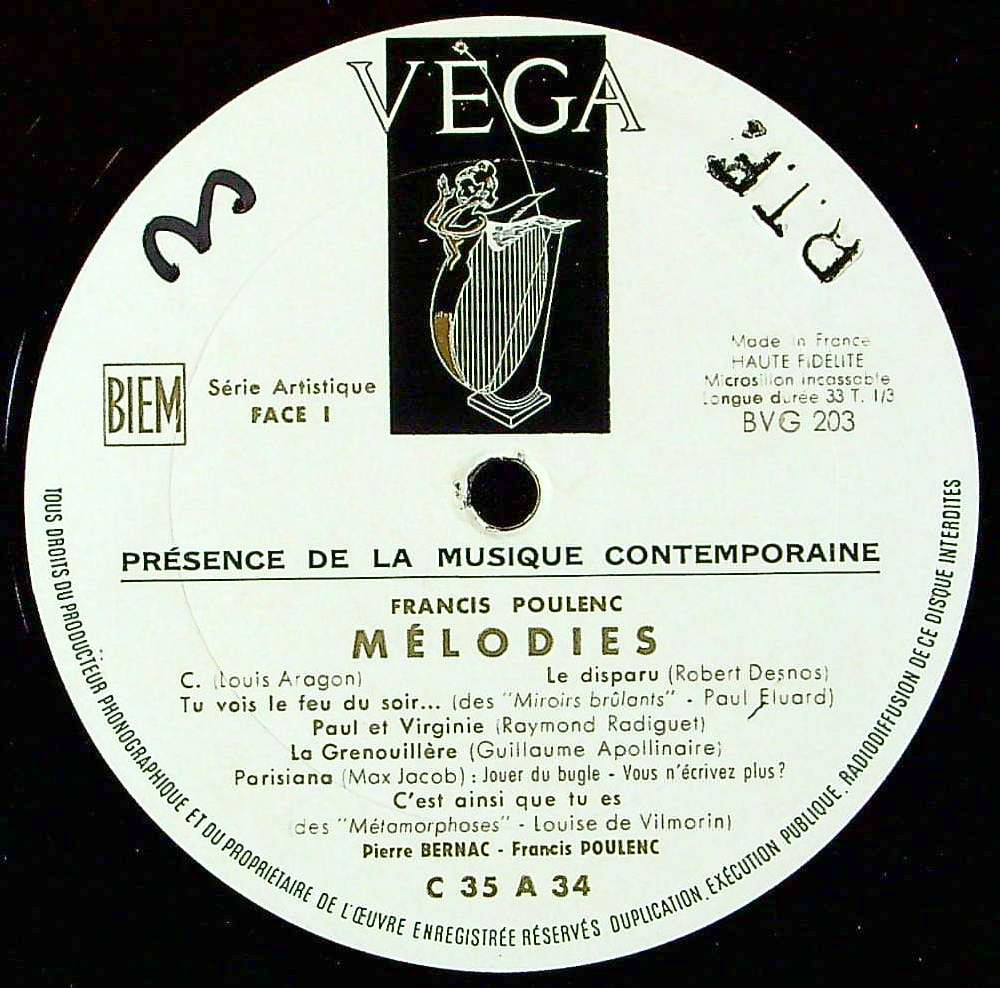 VÉGA
3
R.T.F.
BIEM
Série Artistique
FACE I
Made in France
HAUTE FIDELITE
Microsillon incassable
Longue durée 33 T. 1/3
BVG 203
PRÉSENCE DE LA MUSIQUE CONTEMPORAINE
FRANCIS POULENC
MÉLODIES
C. (Louis Aragon) Le disparu (Robert Desnos)
Tu vois le feu du soir... (des "Miroirs brûlants" - Paul Eluard)
Paul et Virginie (Raymond Radiguet)
La Grenouillère (Guillaume Apollinaire)
Parisiana (Max Jacob) : Jouer du bugle - Vous n'écrivez plus ?
C'est ainsi que tu es
(des "Métamorphoses" - Louise de Vilmorin)
Pierre BERNAC - Francis POULENC
C 35 A 34
TOUS DROITS DU PRODUCTEUR PHONOGRAPHIQUE ET DU PROPRIÉTAIRE DE L'ŒUVRE ENREGISTRÉE RÉSERVÉS DUPLICATION. EXÉCUTION PUBLIQUE. RADIODIFFUSION DE CE DISQUE INTERDITES